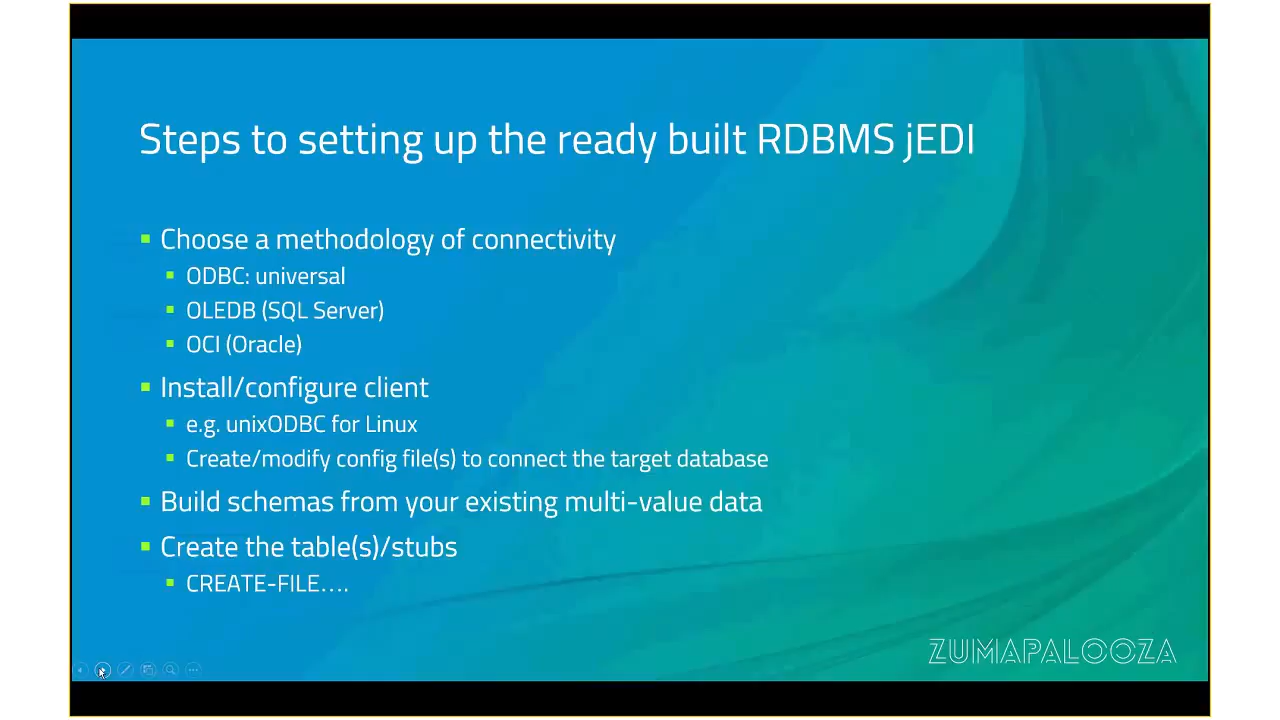 Steps to setting up the ready built RDBMS jEDI
Choose a methodology of connectivity
ODBC: universal
OLEDB (SQL Server)
OCI (Oracle)
Install/configure client
e.g. unixODBC for Linux
Create/modify config file(s) to connect the target database
Build schemas from your existing multi-value data
Create the table(s)/stubs
CREATE-FILE....
ZUMAPALOOZA